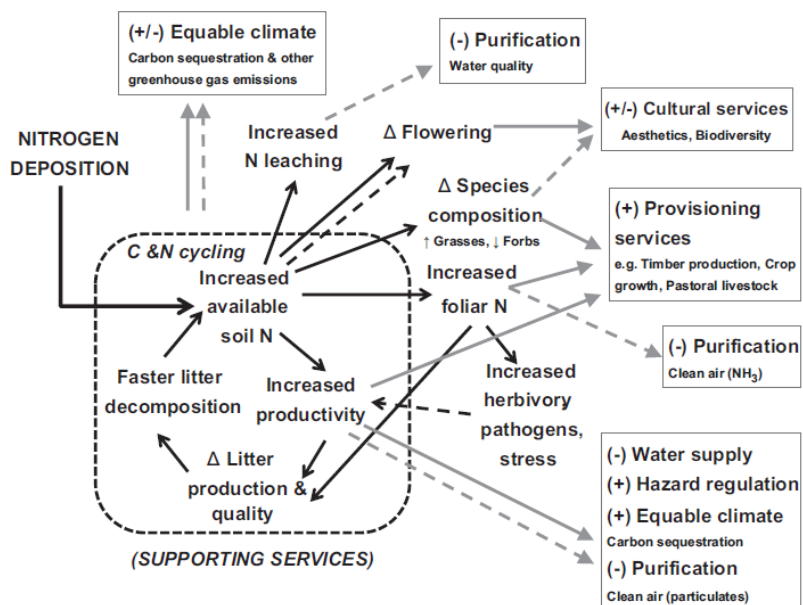 (+/-) Equable climate
Carbon sequestration & other
greenhouse gas emissions
(-) Purification
Water quality
NITROGEN
DEPOSITION
Increased
N leaching
Δ Flowering
(+/-) Cultural services
Aesthetics, Biodiversity
Δ Species
composition
↑ Grasses, ↓ Forbs
(+) Provisioning
services
e.g. Timber production, Crop
growth, Pastoral livestock
C &N cycling
Increased
available
soil N
Increased
foliar N
(-) Purification
Clean air (NH₃)
Faster litter
decomposition
Increased
productivity
Increased
herbivory
pathogens,
stress
Δ Litter
production &
quality
(-) Water supply
(+) Hazard regulation
(+) Equable climate
Carbon sequestration
(-) Purification
Clean air (particulates)
(SUPPORTING SERVICES)